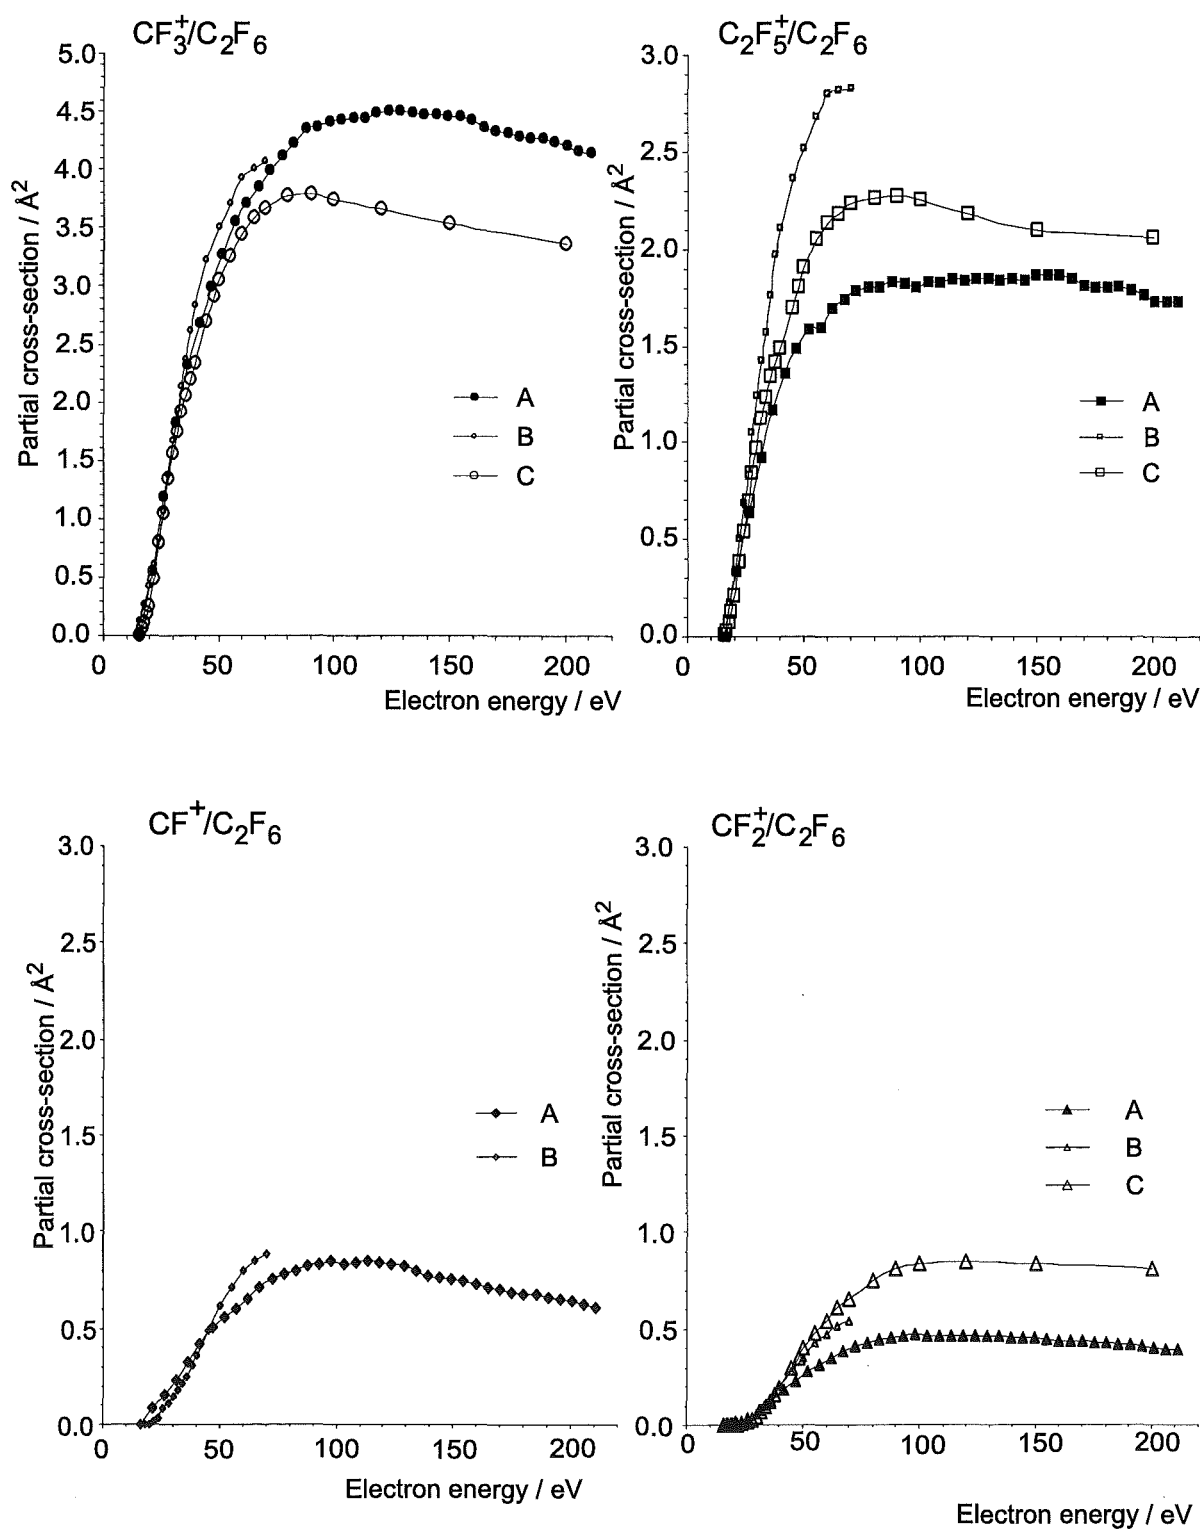 CF₃⁺/C₂F₆
Partial cross-section / Å²
5.0
4.5
4.0
3.5
3.0
2.5
2.0
1.5
1.0
0.5
0.0
0 50 100 150 200
Electron energy / eV
A
B
C
C₂F₅⁺/C₂F₆
Partial cross-section / Å²
3.0
2.5
2.0
1.5
1.0
0.5
0.0
0 50 100 150 200
Electron energy / eV
A
B
C
CF⁺/C₂F₆
Partial cross-section / Å²
3.0
2.5
2.0
1.5
1.0
0.5
0.0
0 50 100 150 200
Electron energy / eV
A
B
CF₂⁺/C₂F₆
Partial cross-section / Å²
3.0
2.5
2.0
1.5
1.0
0.5
0.0
0 50 100 150 200
Electron energy / eV
A
B
C